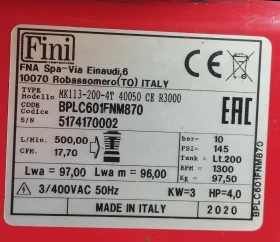 Fini
CE
FNA Spa-Via Einaudi,6
10070 Robassomero(TO) ITALY
TYPE
Modello MK113-200-4T 40050 CE R3000
CODE
Codice BPLC601FNM870
S/N 5174170002
EAC
L/Min. 500,00
CFM. 17,70
bar= 10
PSI= 145
Tank= Lt.200
RPM= 1300
Kg = 97,50
Lwa = 97,00 Lwa m = 96,00
3/400VAC 50Hz KW=3 HP=4,0
MADE IN ITALY 2020
BPLC601FNM870